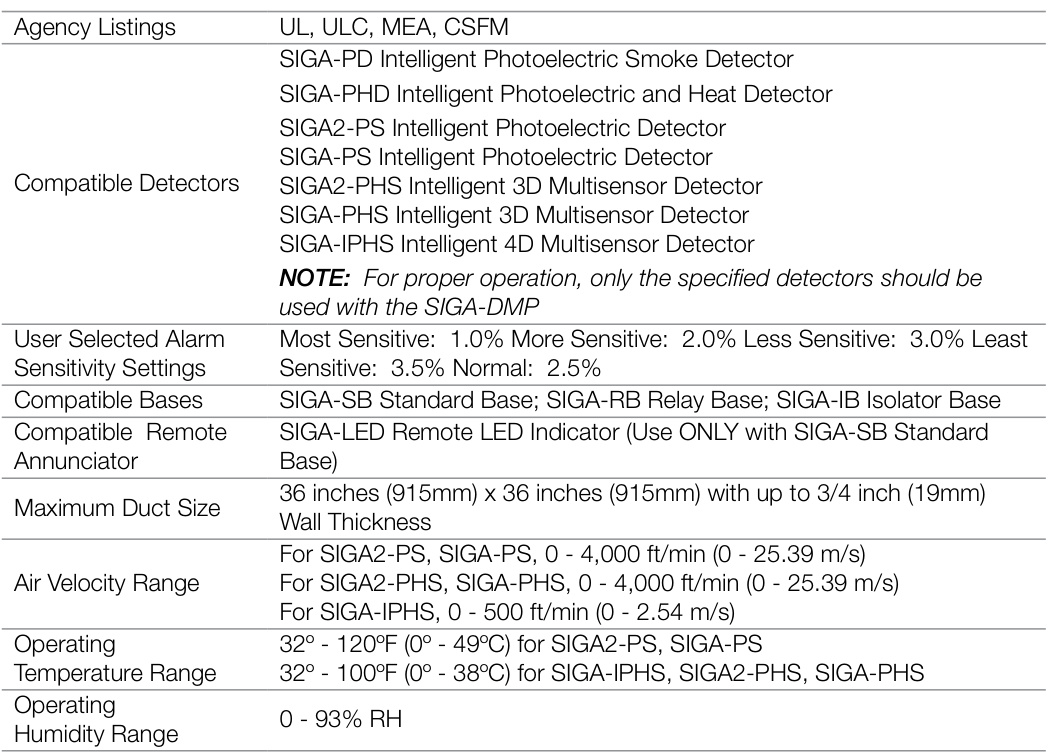 Agency Listings
UL, ULC, MEA, CSFM
Compatible Detectors
SIGA-PD Intelligent Photoelectric Smoke Detector
SIGA-PHD Intelligent Photoelectric and Heat Detector
SIGA2-PS Intelligent Photoelectric Detector
SIGA-PS Intelligent Photoelectric Detector
SIGA2-PHS Intelligent 3D Multisensor Detector
SIGA-PHS Intelligent 3D Multisensor Detector
SIGA-IPHS Intelligent 4D Multisensor Detector
NOTE: For proper operation, only the specified detectors should be
used with the SIGA-DMP
User Selected Alarm
Sensitivity Settings
Most Sensitive: 1.0% More Sensitive: 2.0% Less Sensitive: 3.0% Least
Sensitive: 3.5% Normal: 2.5%
Compatible Bases
SIGA-SB Standard Base; SIGA-RB Relay Base; SIGA-IB Isolator Base
Compatible Remote
Annunciator
SIGA-LED Remote LED Indicator (Use ONLY with SIGA-SB Standard
Base)
Maximum Duct Size
36 inches (915mm) x 36 inches (915mm) with up to 3/4 inch (19mm)
Wall Thickness
Air Velocity Range
For SIGA2-PS, SIGA-PS, 0 - 4,000 ft/min (0 - 25.39 m/s)
For SIGA2-PHS, SIGA-PHS, 0 - 4,000 ft/min (0 - 25.39 m/s)
For SIGA-IPHS, 0 - 500 ft/min (0 - 2.54 m/s)
Operating
Temperature Range
32º - 120ºF (0º - 49ºC) for SIGA2-PS, SIGA-PS
32º - 100ºF (0º - 38ºC) for SIGA-IPHS, SIGA2-PHS, SIGA-PHS
Operating
Humidity Range
0 - 93% RH